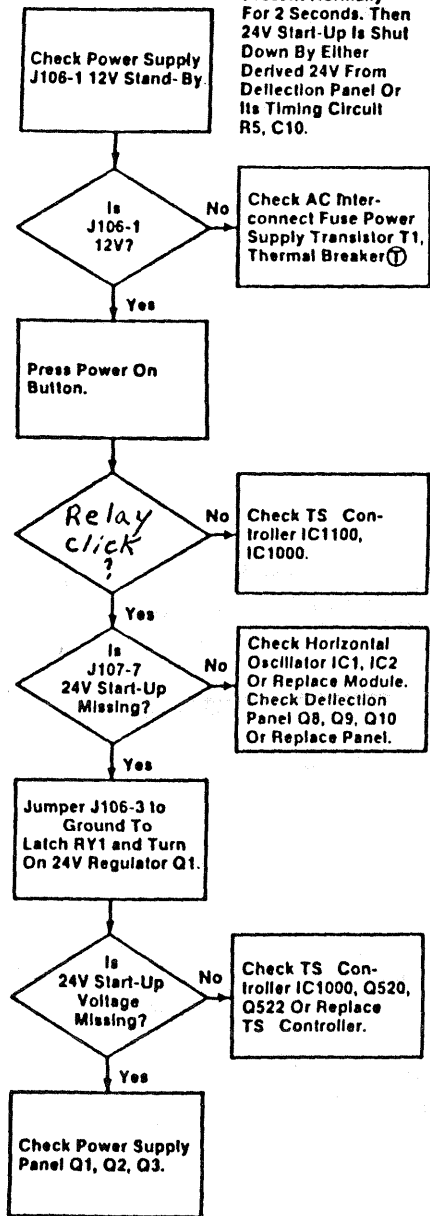 For 2 Seconds. Then
24V Start-Up Is Shut
Down By Either
Derived 24V From
Deflection Panel Or
Its Timing Circuit
R5, C10.
Check Power Supply
J106-1 12V Stand-By.
Is
J106-1
12V?
No
Check AC Inter-
connect Fuse Power
Supply Transistor T1,
Thermal Breaker Ⓣ
Yes
Press Power On
Button.
Relay
click
?
No
Check TS Con-
troller IC1100,
IC1000.
Yes
Is
J107-7
24V Start-Up
Missing?
No
Check Horizontal
Oscillator IC1, IC2
Or Replace Module.
Check Deflection
Panel Q8, Q9, Q10
Or Replace Panel.
Yes
Jumper J106-3 to
Ground To
Latch RY1 and Turn
On 24V Regulator Q1.
Is
24V Start-Up
Voltage
Missing?
No
Check TS Con-
troller IC1000, Q520,
Q522 Or Replace
TS Controller.
Yes
Check Power Supply
Panel Q1, Q2, Q3.